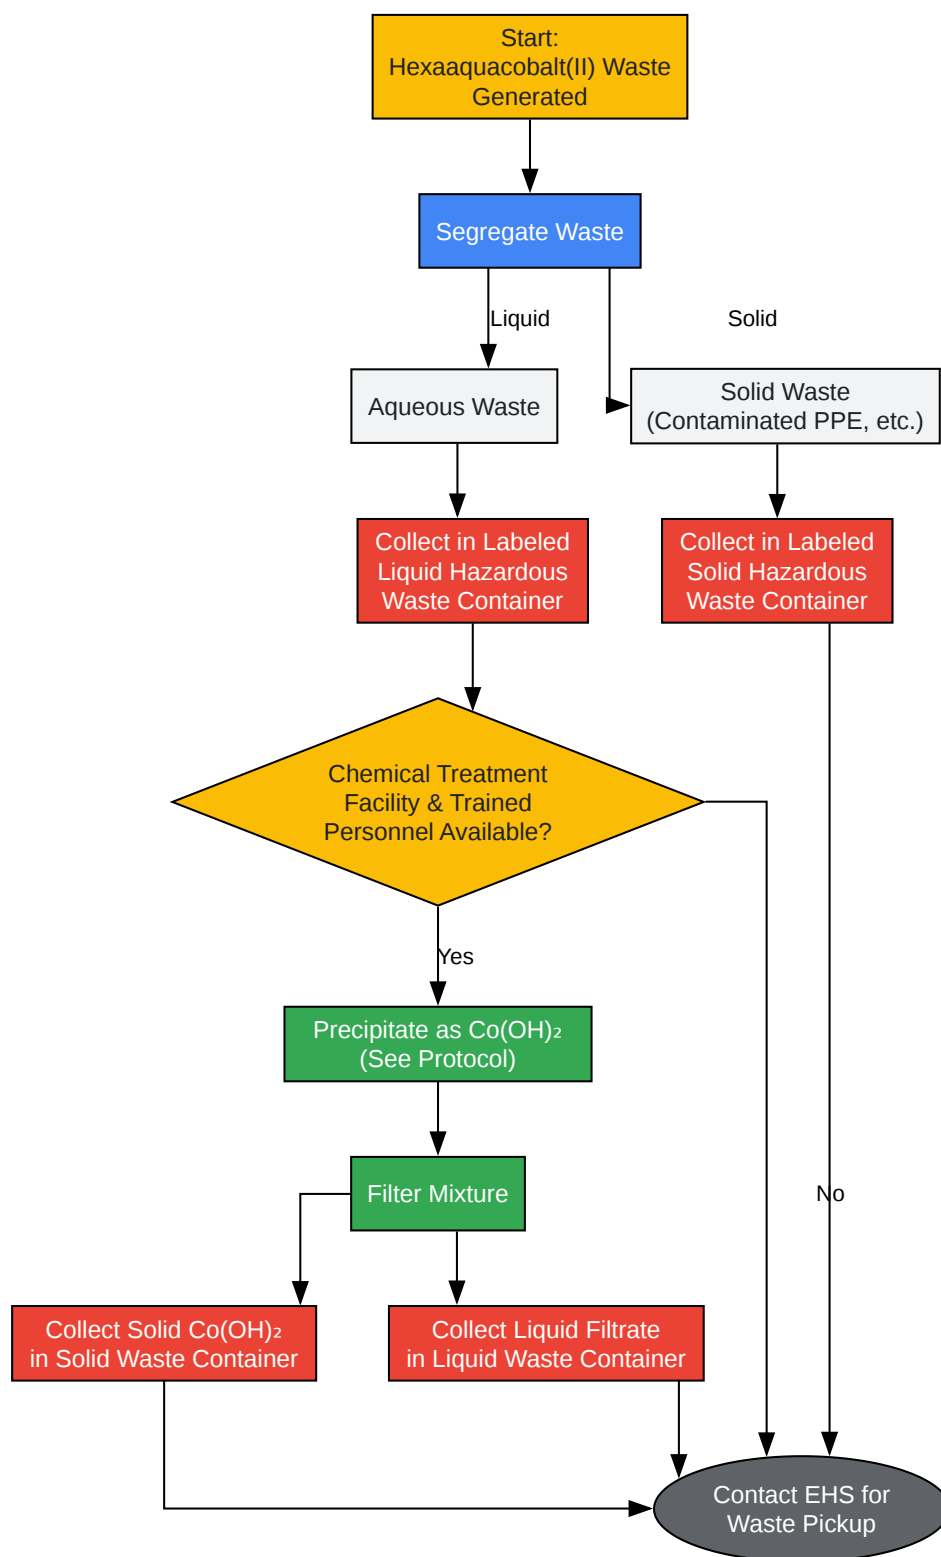 Start:
Hexaaquacobalt(II) Waste
Generated
Segregate Waste
Liquid
Solid
Aqueous Waste
Solid Waste
(Contaminated PPE, etc.)
Collect in Labeled
Liquid Hazardous
Waste Container
Collect in Labeled
Solid Hazardous
Waste Container
Chemical Treatment
Facility & Trained
Personnel Available?
Yes
Precipitate as Co(OH)₂
(See Protocol)
Filter Mixture
No
Collect Solid Co(OH)₂
in Solid Waste Container
Collect Liquid Filtrate
in Liquid Waste Container
Contact EHS for
Waste Pickup